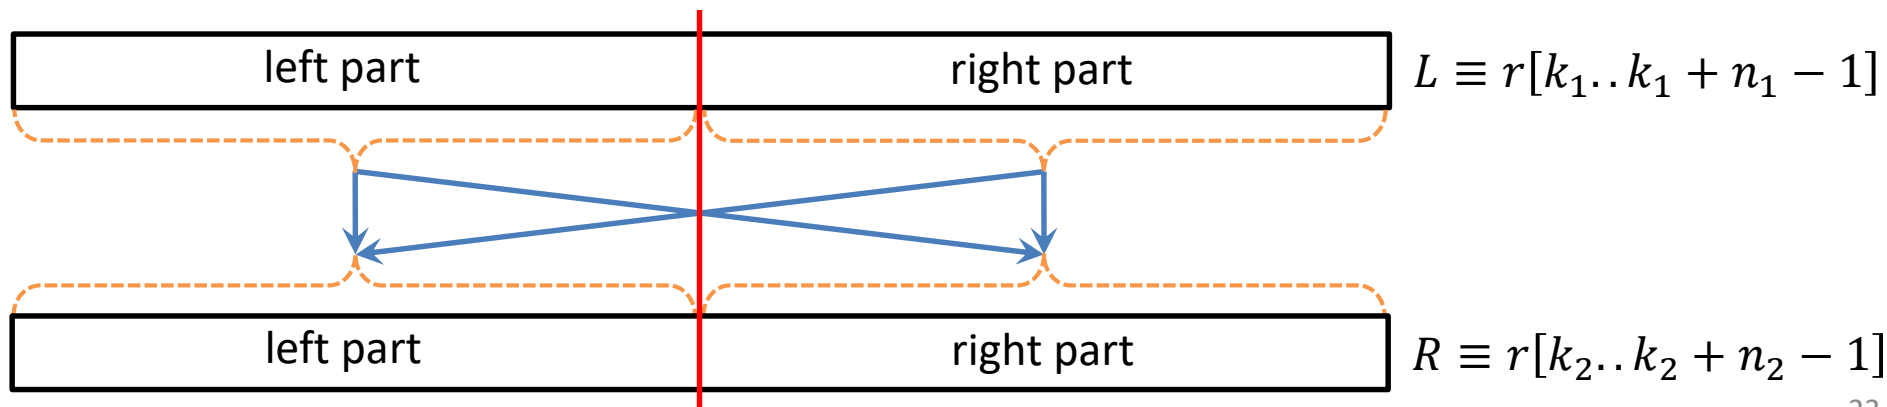 left part right part L ≡ r[k₁..k₁ + n₁ − 1]
left part right part R ≡ r[k₂..k₂ + n₂ − 1]